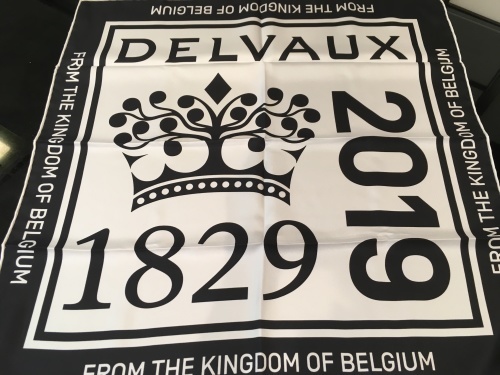 FROM THE KINGDOM OF BELGIUM
DELVAUX
2019
1829
FROM THE KINGDOM OF BELGIUM
FROM THE KINGDOM OF BELGIUM
FROM THE KINGDOM OF BELGIUM